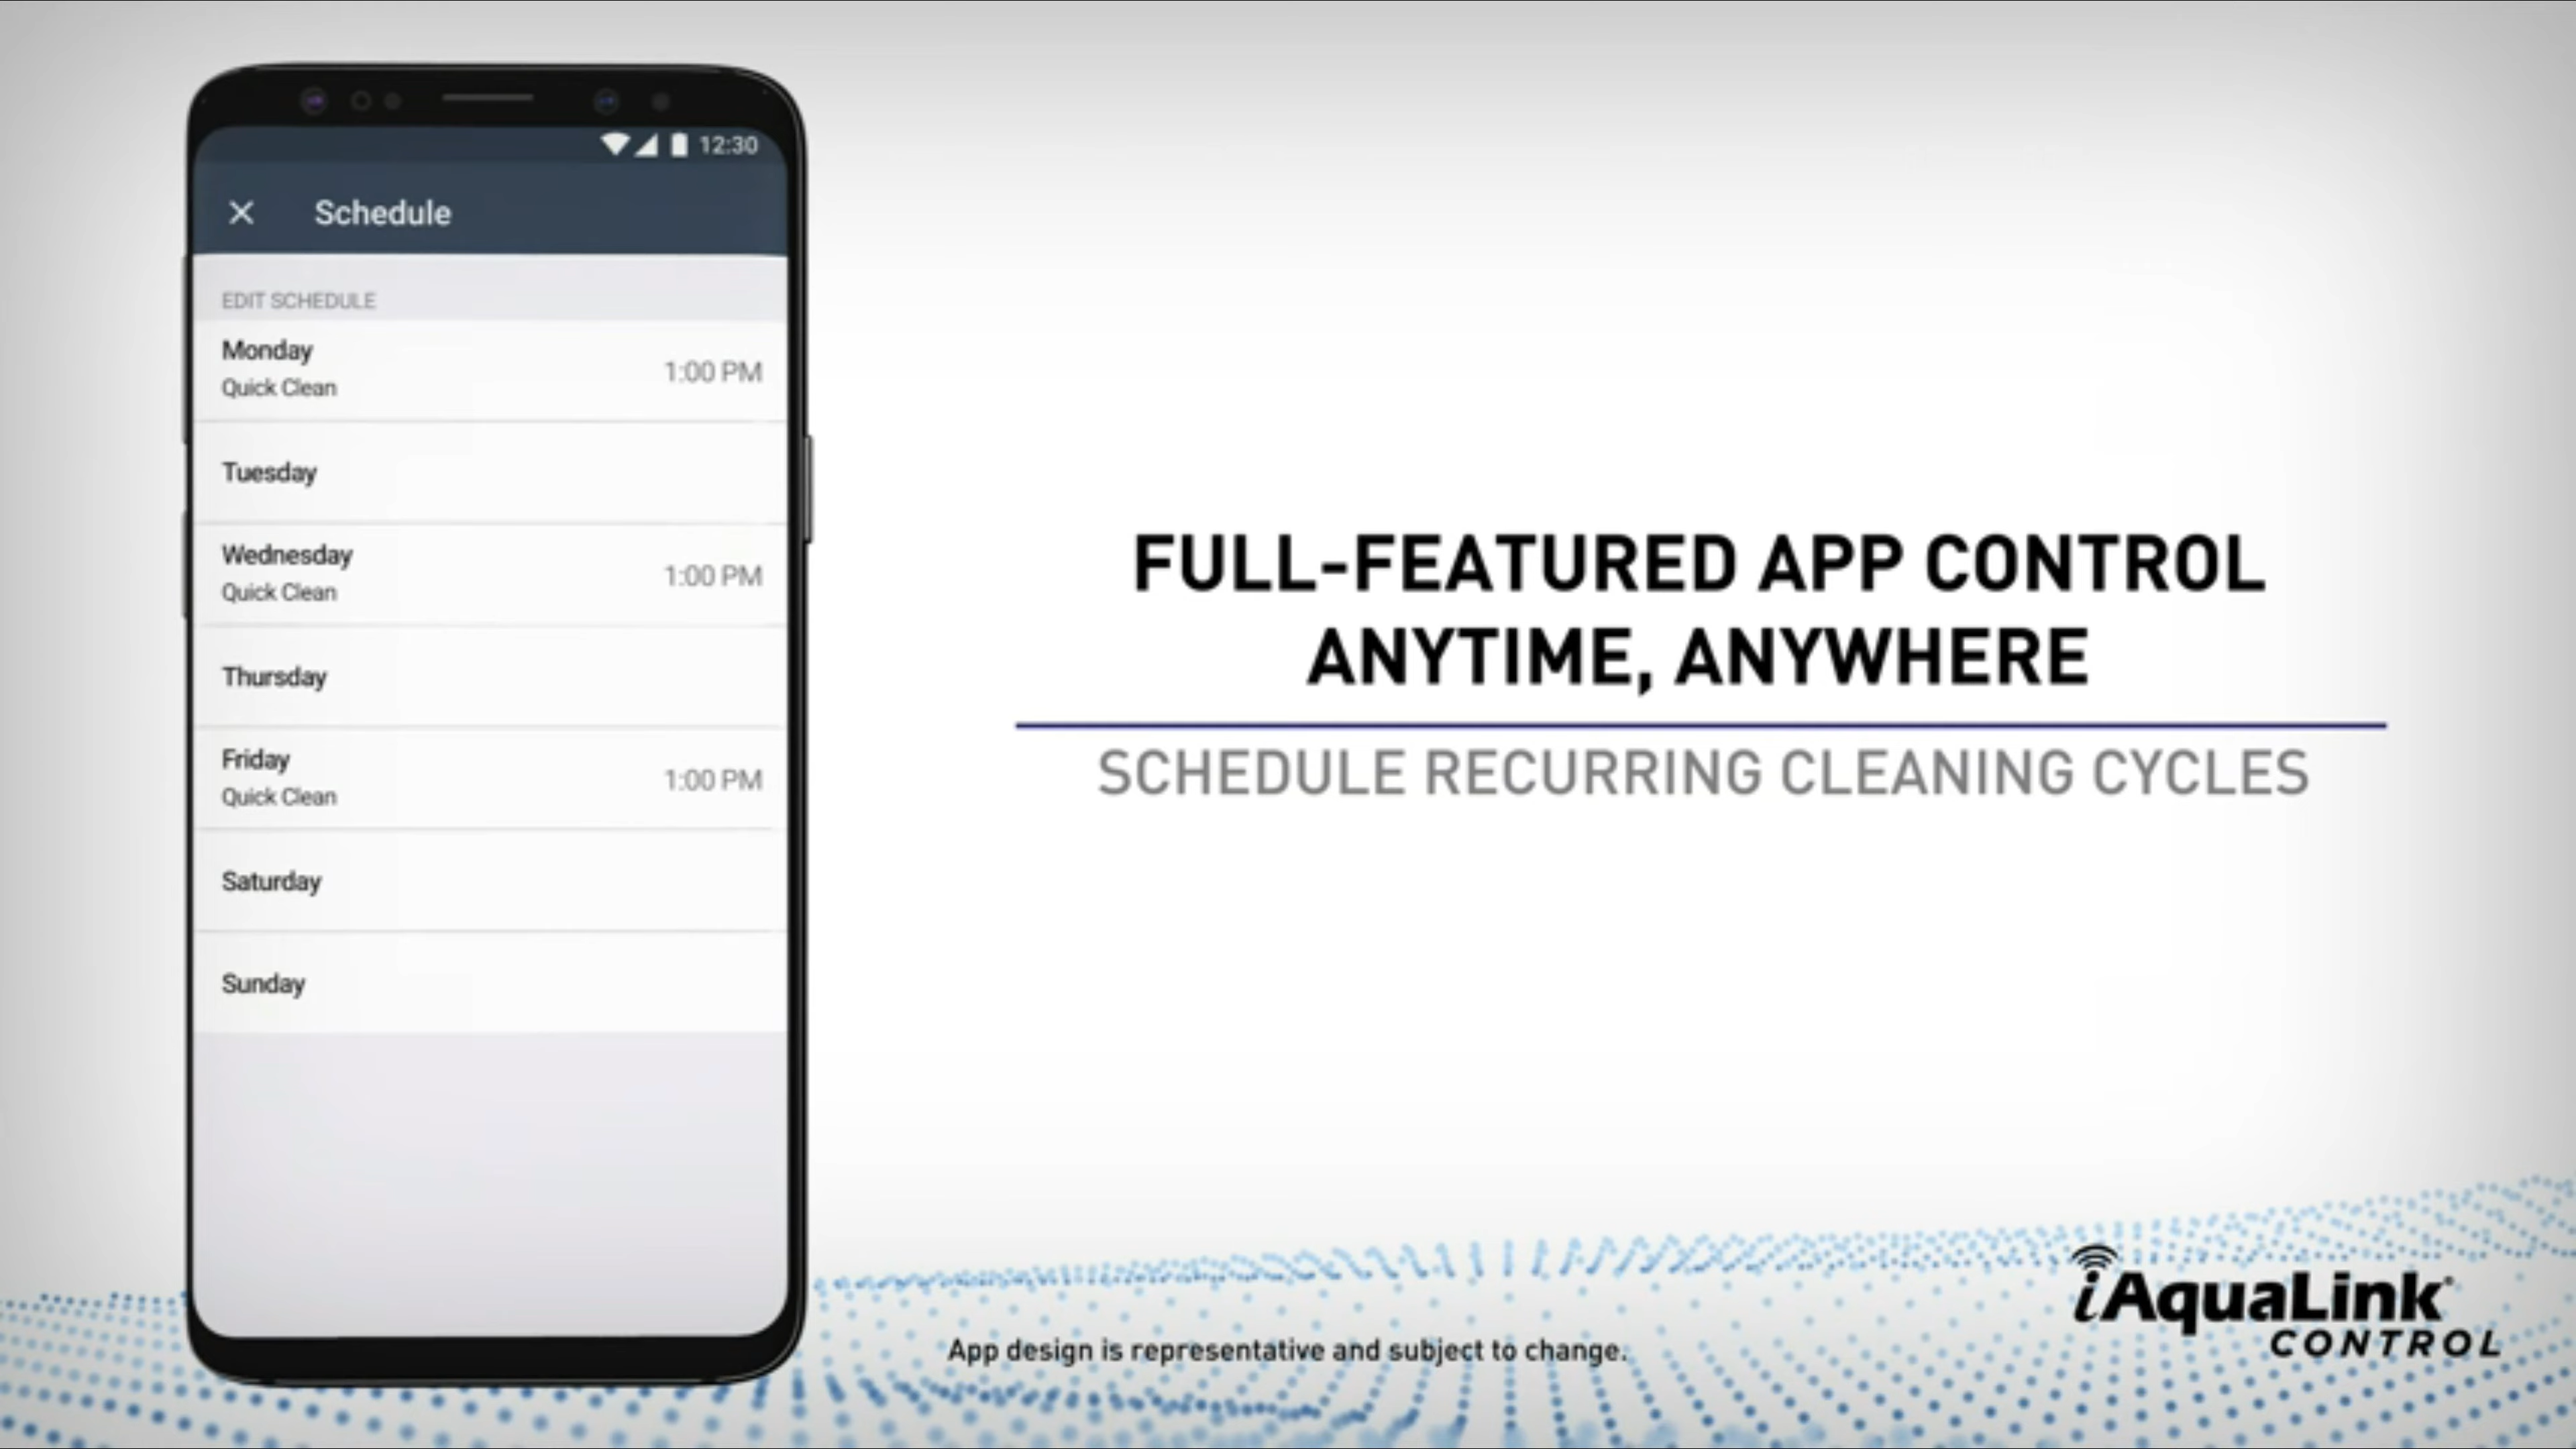 12:30
Schedule
EDIT SCHEDULE
Monday
Quick Clean
1:00 PM
Tuesday
Wednesday
Quick Clean
1:00 PM
Thursday
Friday
Quick Clean
1:00 PM
Saturday
Sunday
FULL-FEATURED APP CONTROL
ANYTIME, ANYWHERE
SCHEDULE RECURRING CLEANING CYCLES
App design is representative and subject to change.
iAquaLink
CONTROL